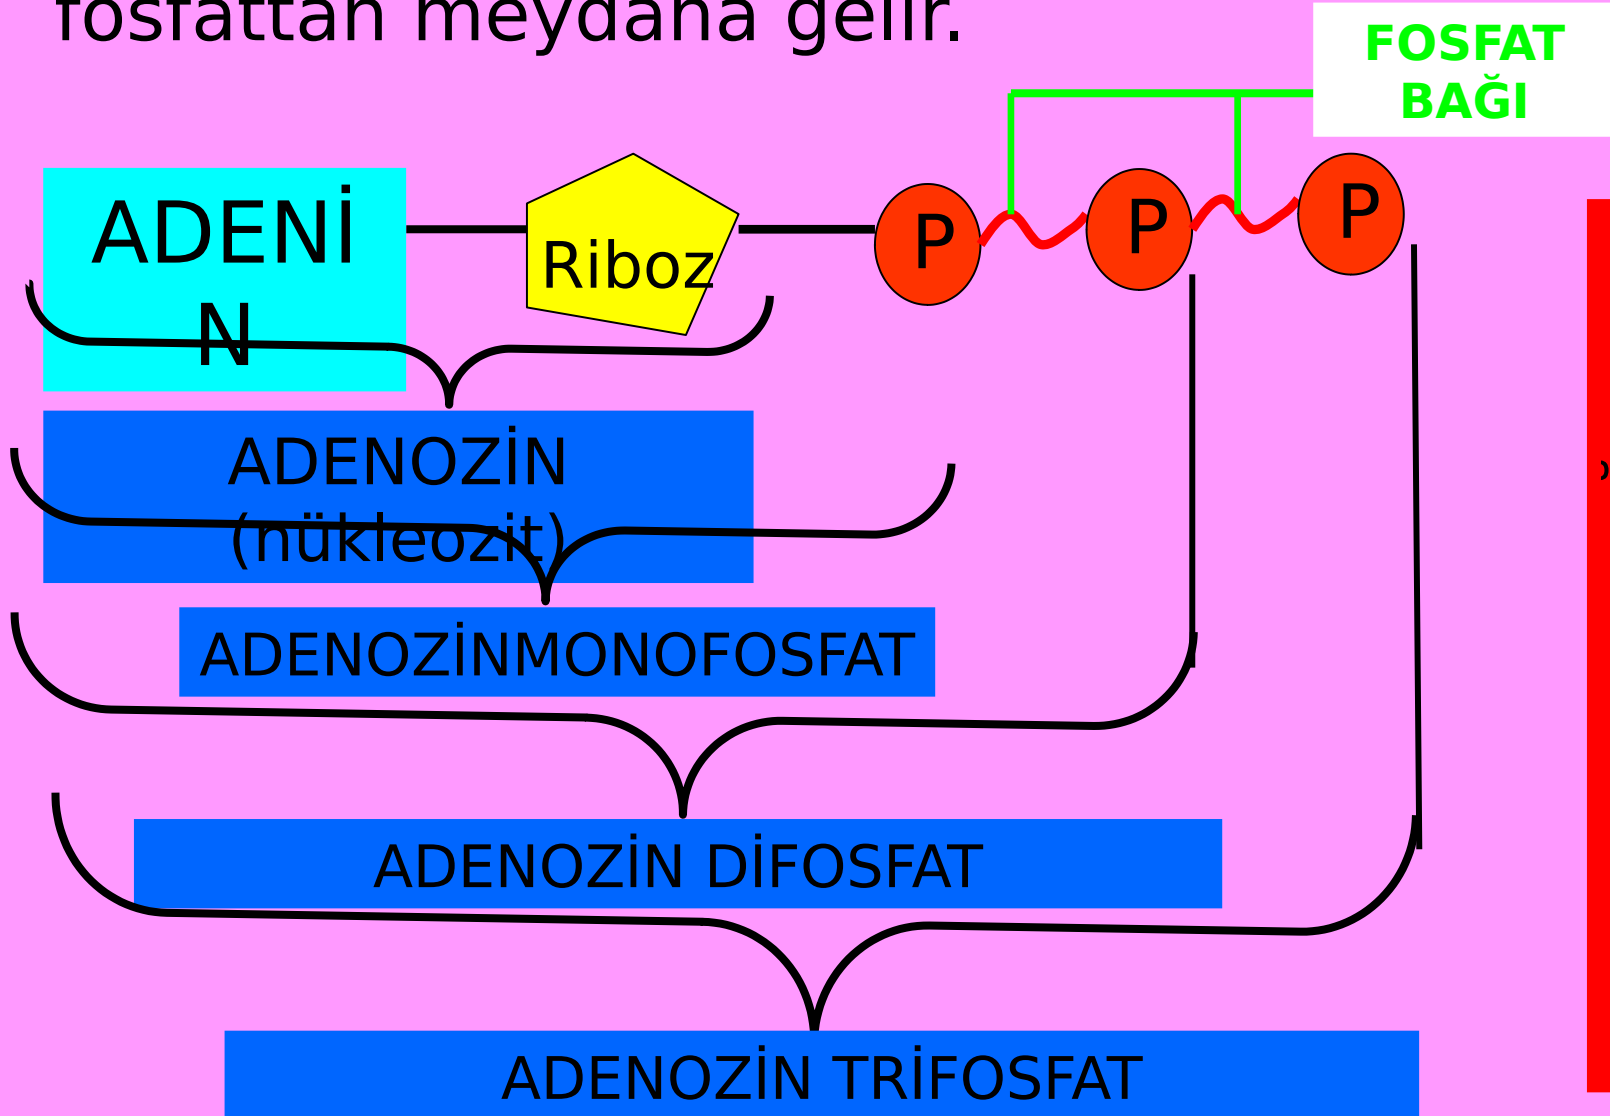 fosfattan meydana gelir.
FOSFAT
BAĞI
ADENİ
N
Riboz
P
P
P
ADENOZİN
(nükleozit)
ADENOZİNMONOFOSFAT
ADENOZİN DİFOSFAT
ADENOZİN TRİFOSFAT